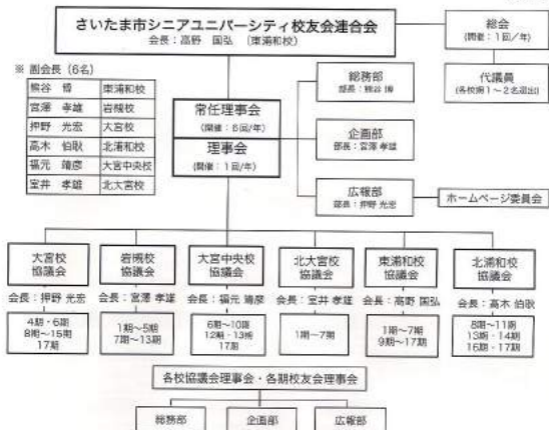 さいたま市シニアユニバーシティ校友会連合会
会長：高野 国弘 （東浦和校）
総会
(開催：1回/年)
代議員
(各校期1～2名選出)
※ 副会長（6名）
熊谷 博 東浦和校
宮澤 孝雄 岩槻校
押野 光宏 大宮校
高木 伯耿 北浦和校
福元 靖彦 大宮中央校
室井 孝雄 北大宮校
常任理事会
(開催：6回/年)
理事会
(開催：1回/年)
総務部
部長：熊谷 博
企画部
部長：宮澤 孝雄
広報部
部長：押野 光宏
ホームページ委員会
大宮校
協議会
会長：押野 光宏
4期・6期
8期～15期
17期
岩槻校
協議会
会長：宮澤 孝雄
1期～5期
7期～13期
大宮中央校
協議会
会長：福元 靖彦
6期～10期
12期・13期
17期
北大宮校
協議会
会長：室井 孝雄
1期～7期
東浦和校
協議会
会長：高野 国弘
1期～7期
9期～17期
北浦和校
協議会
会長：高木 伯耿
8期～11期
13期・14期
16期・17期
各校協議会理事会・各期校友会理事会
総務部
企画部
広報部